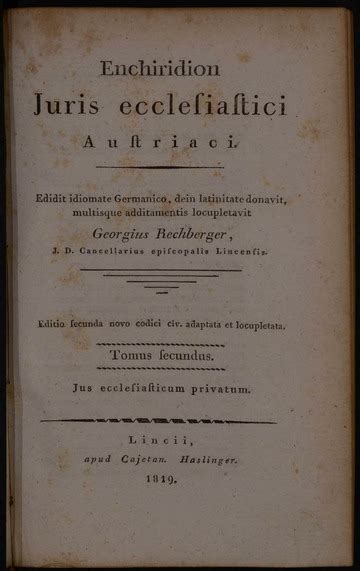 Enchiridion
Juris eccleſiaſtici
Auſtriaci.
Edidit idiomate Germanico, dein latinitate donavit,
multisque additamentis locupletavit
Georgius Rechberger,
J. D. Cancellarius epiſcopalis Lincenſis.
Editio ſecunda novo codici civ. adaptata et locupletata.
Tomus ſecundus.
Jus eccleſiaſticum privatum.
Lincii,
apud Cajetan. Haslinger.
1819.